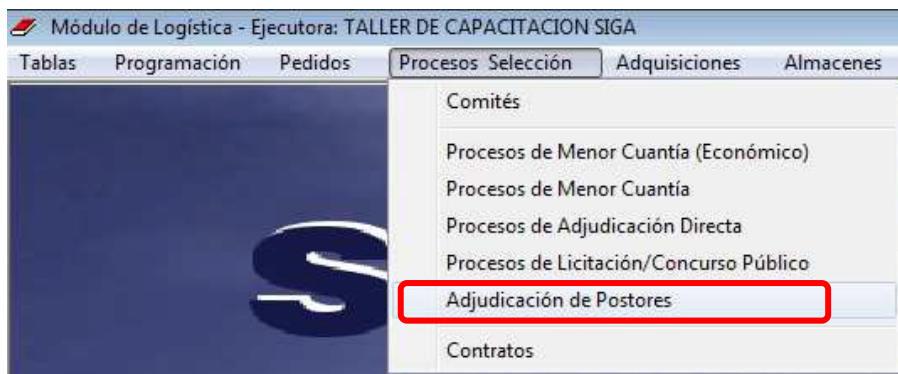 Módulo de Logística - Ejecutora: TALLER DE CAPACITACION SIGA
Tablas Programación Pedidos Procesos Selección Adquisiciones Almacenes
Comités
Procesos de Menor Cuantía (Económico)
Procesos de Menor Cuantía
Procesos de Adjudicación Directa
Procesos de Licitación/Concurso Público
Adjudicación de Postores
Contratos
S